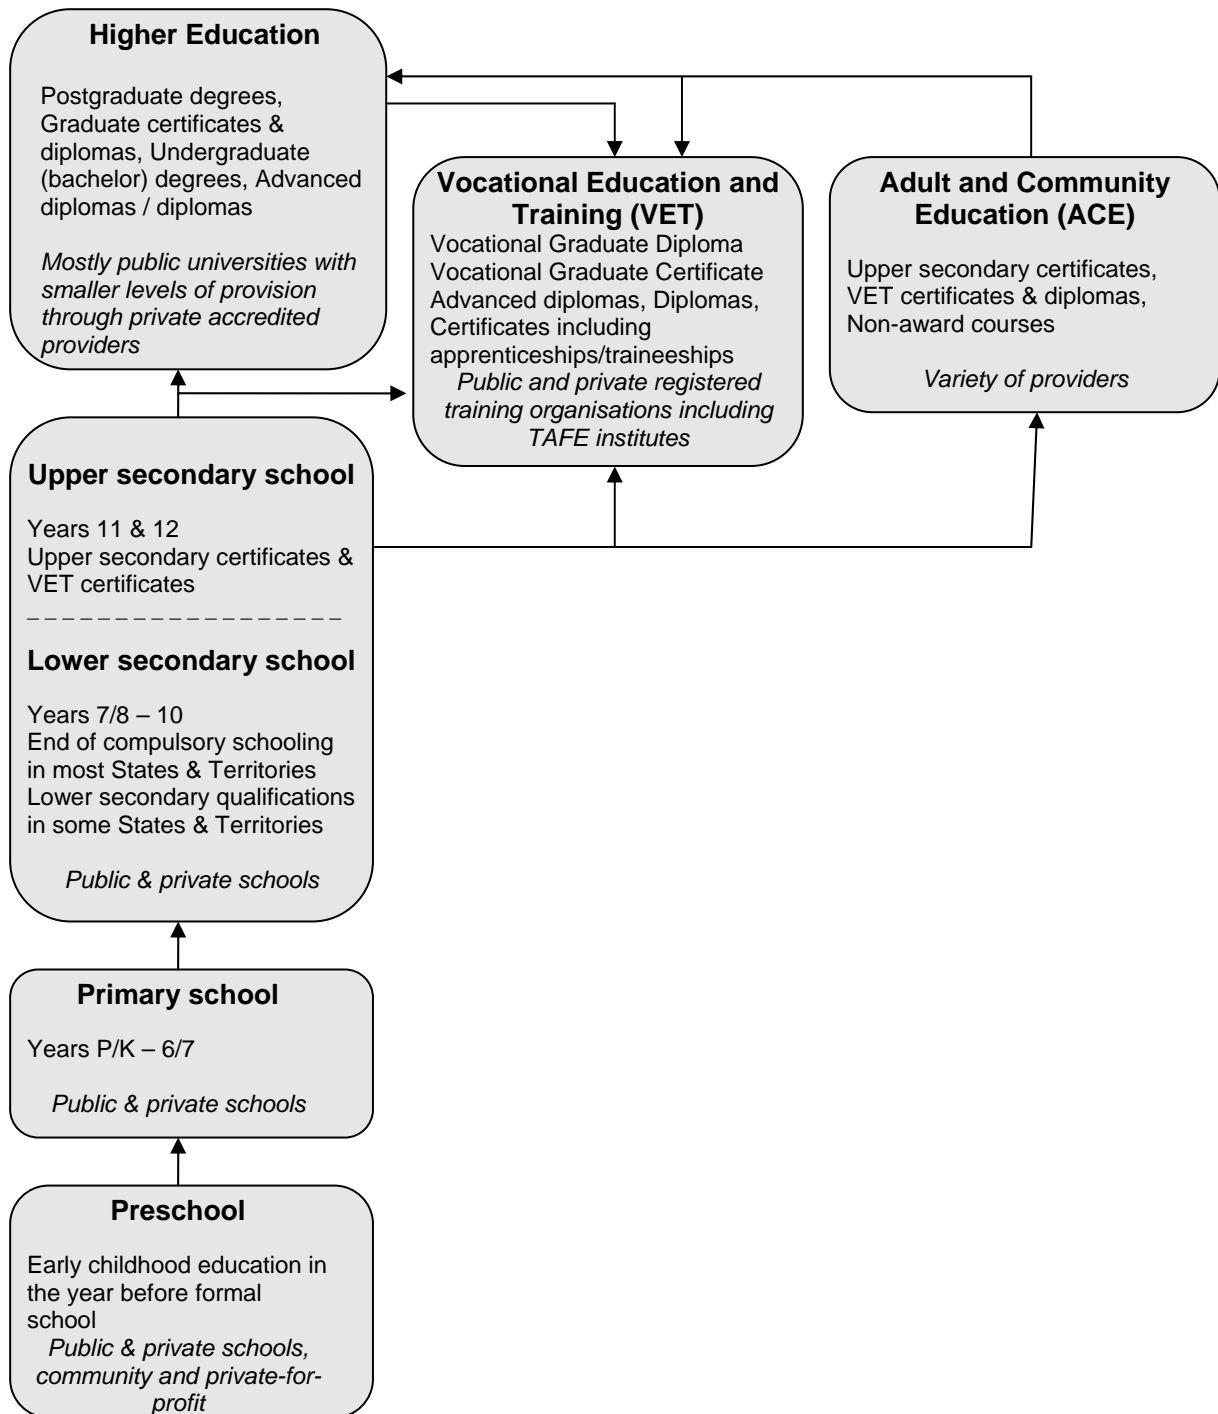 Higher Education
Postgraduate degrees,
Graduate certificates &
diplomas, Undergraduate
(bachelor) degrees, Advanced
diplomas / diplomas
Mostly public universities with
smaller levels of provision
through private accredited
providers
Vocational Education and
Training (VET)
Vocational Graduate Diploma
Vocational Graduate Certificate
Advanced diplomas, Diplomas,
Certificates including
apprenticeships/traineeships
Public and private registered
training organisations including
TAFE institutes
Adult and Community
Education (ACE)
Upper secondary certificates,
VET certificates & diplomas,
Non-award courses
Variety of providers
Upper secondary school
Years 11 & 12
Upper secondary certificates &
VET certificates
Lower secondary school
Years 7/8 – 10
End of compulsory schooling
in most States & Territories
Lower secondary qualifications
in some States & Territories
Public & private schools
Primary school
Years P/K – 6/7
Public & private schools
Preschool
Early childhood education in
the year before formal
school
Public & private schools,
community and private-for-
profit